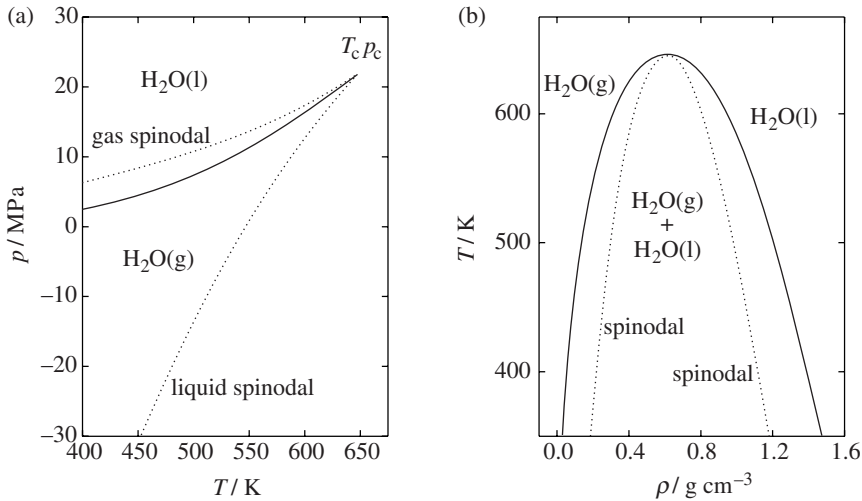 (a)
30
20
10
0
−10
−20
−30
p / MPa
400 450 500 550 600 650
T / K
T_c p_c
H₂O(l)
gas spinodal
H₂O(g)
liquid spinodal
(b)
600
500
400
T / K
0.0 0.4 0.8 1.2 1.6
ρ / g cm⁻³
H₂O(g)
H₂O(l)
H₂O(g)
+
H₂O(l)
spinodal
spinodal